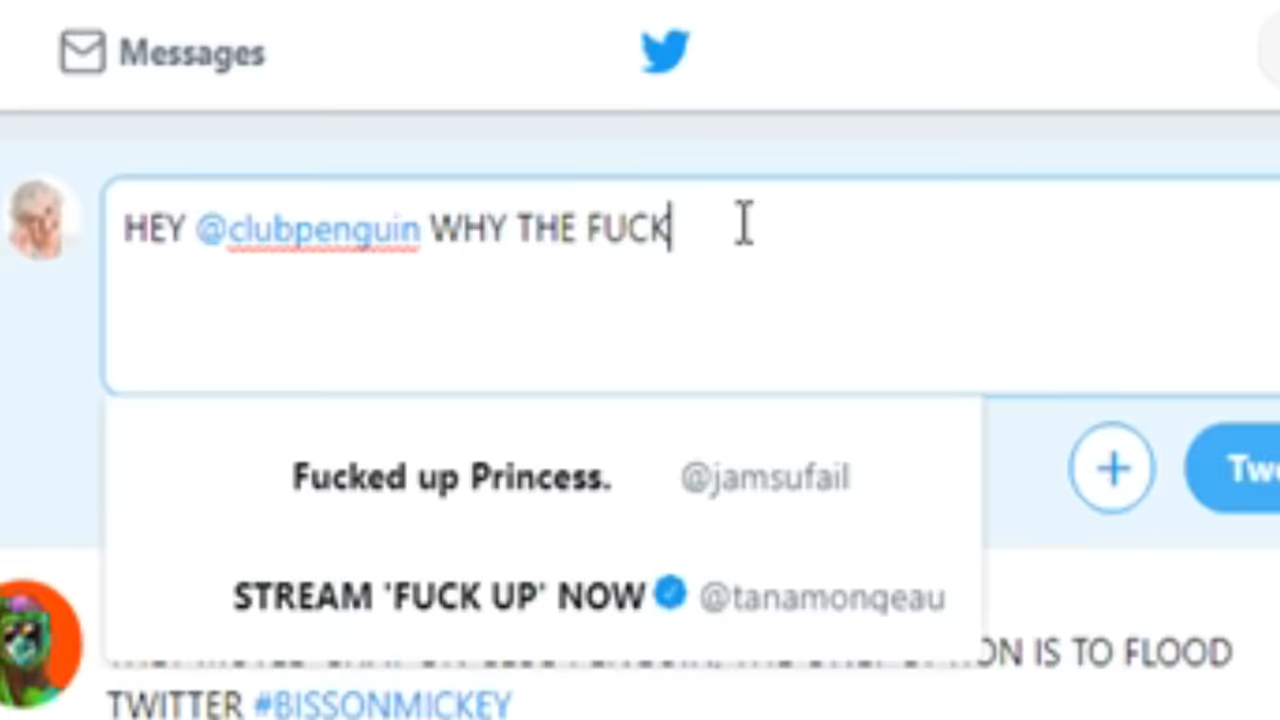 Messages
HEY @clubpenguin WHY THE FUCK
Fucked up Princess. @jamsufail
STREAM 'FUCK UP' NOW @tanamongeau
IS TO FLOOD
TWITTER #BISSONMICKEY